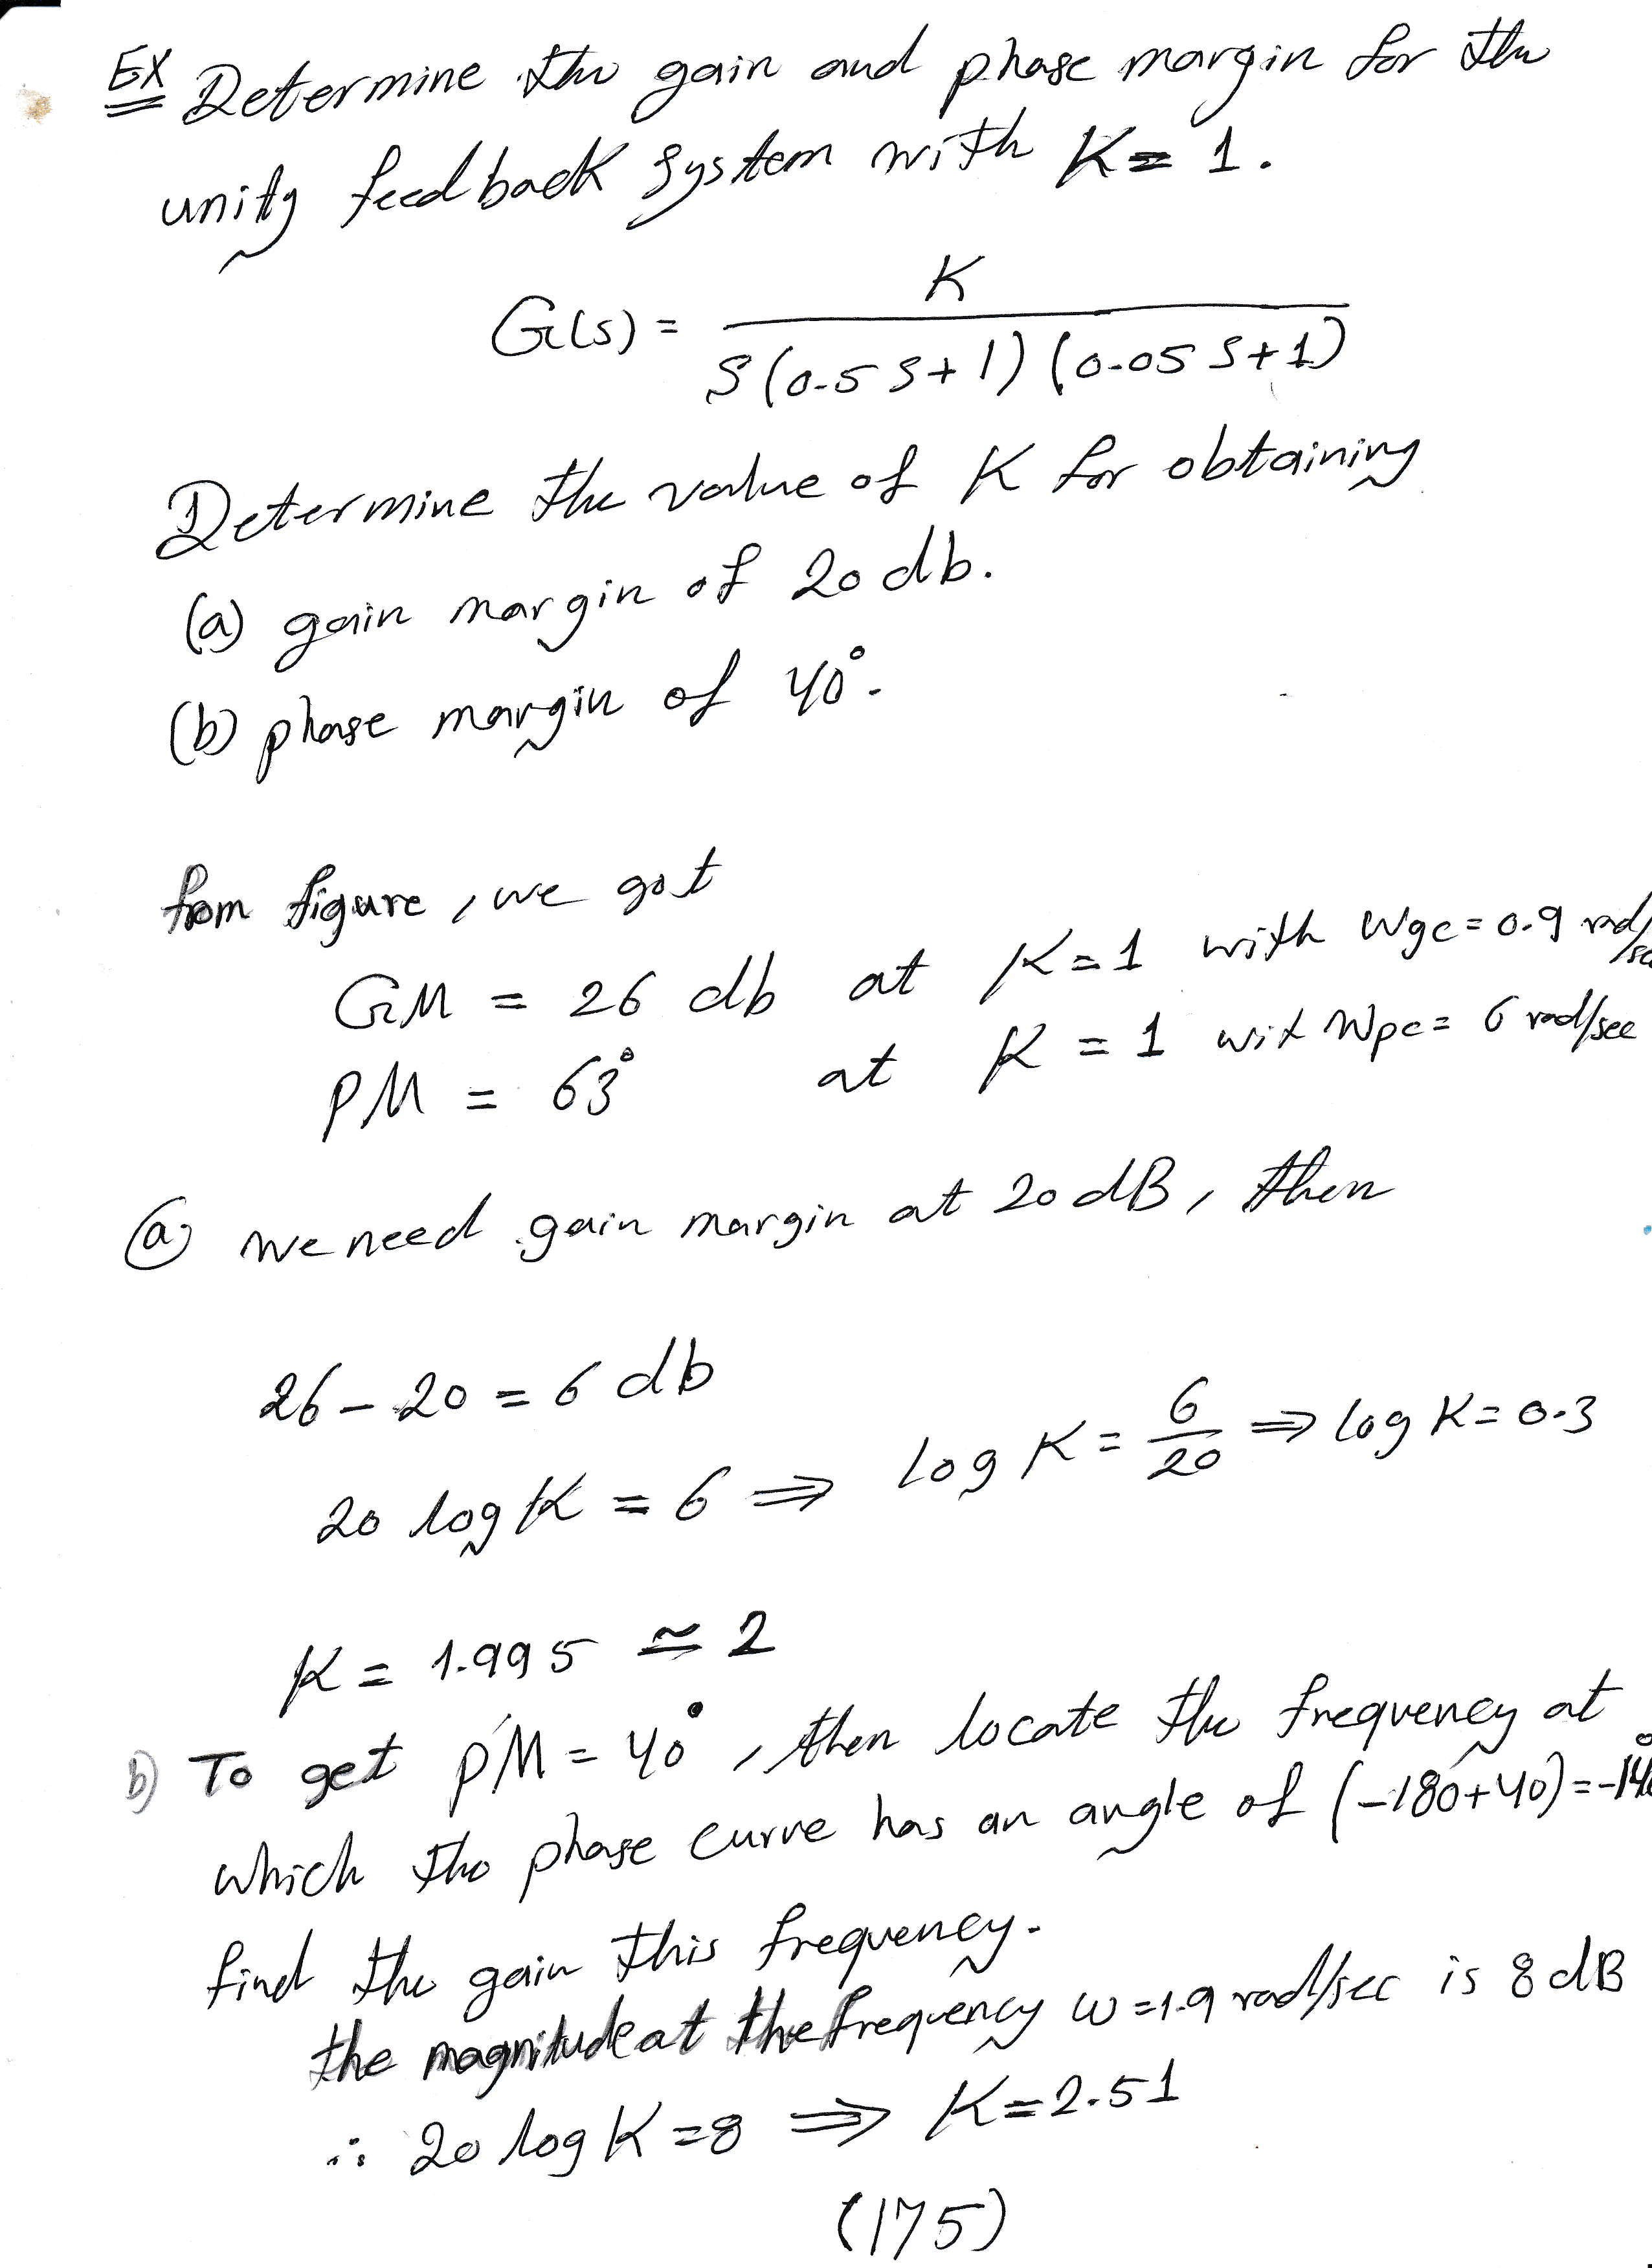 Ex Determine the gain and phase margin for the
unity feedback system with K = 1.
G(s) = K / S(0.5 S + 1) (0.05 S + 1)
Determine the value of K for obtaining
(a) gain margin of 20 db.
(b) phase margin of 40°.
from figure, we got
GM = 26 db at K = 1 with Wgc = 0.9 rad/sec
PM = 63° at K = 1 wit Wpc = 6 rad/sec
(a) we need gain margin at 20 dB, then
26 - 20 = 6 db
20 log K = 6 ⇒ log K = 6/20 ⇒ log K = 0.3
K = 1.995 ≃ 2
b) To get PM = 40°, then locate the frequency at
which the phase curve has an angle of (-180+40) = -140°
find the gain this frequency.
the magnitude at the frequency ω = 1.9 rad/sec is 8 dB
∴ 20 log K = 8 ⇒ K = 2.51
(175)